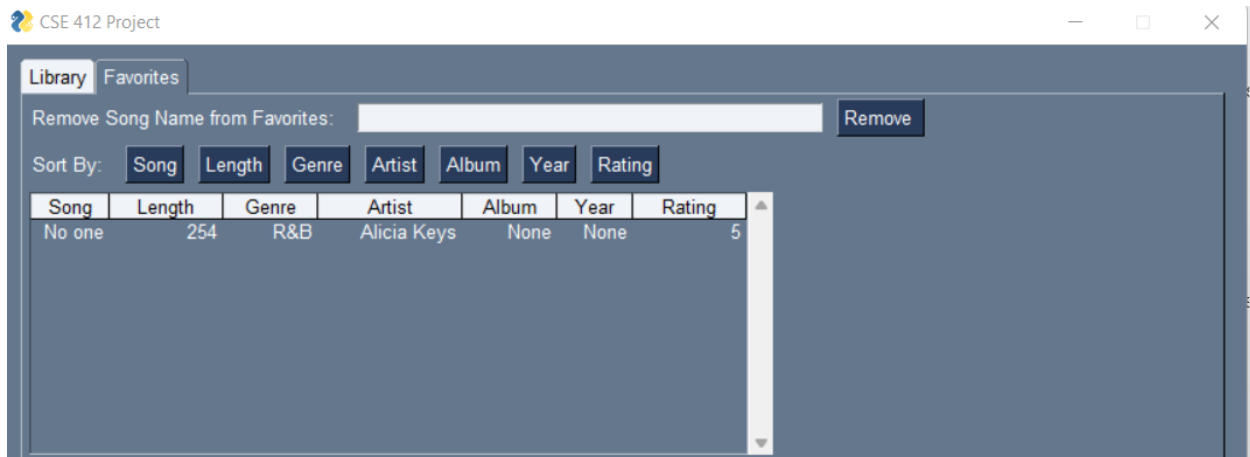 CSE 412 Project
Library Favorites
Remove Song Name from Favorites: Remove
Sort By: Song Length Genre Artist Album Year Rating
Song Length Genre Artist Album Year Rating
No one 254 R&B Alicia Keys None None 5